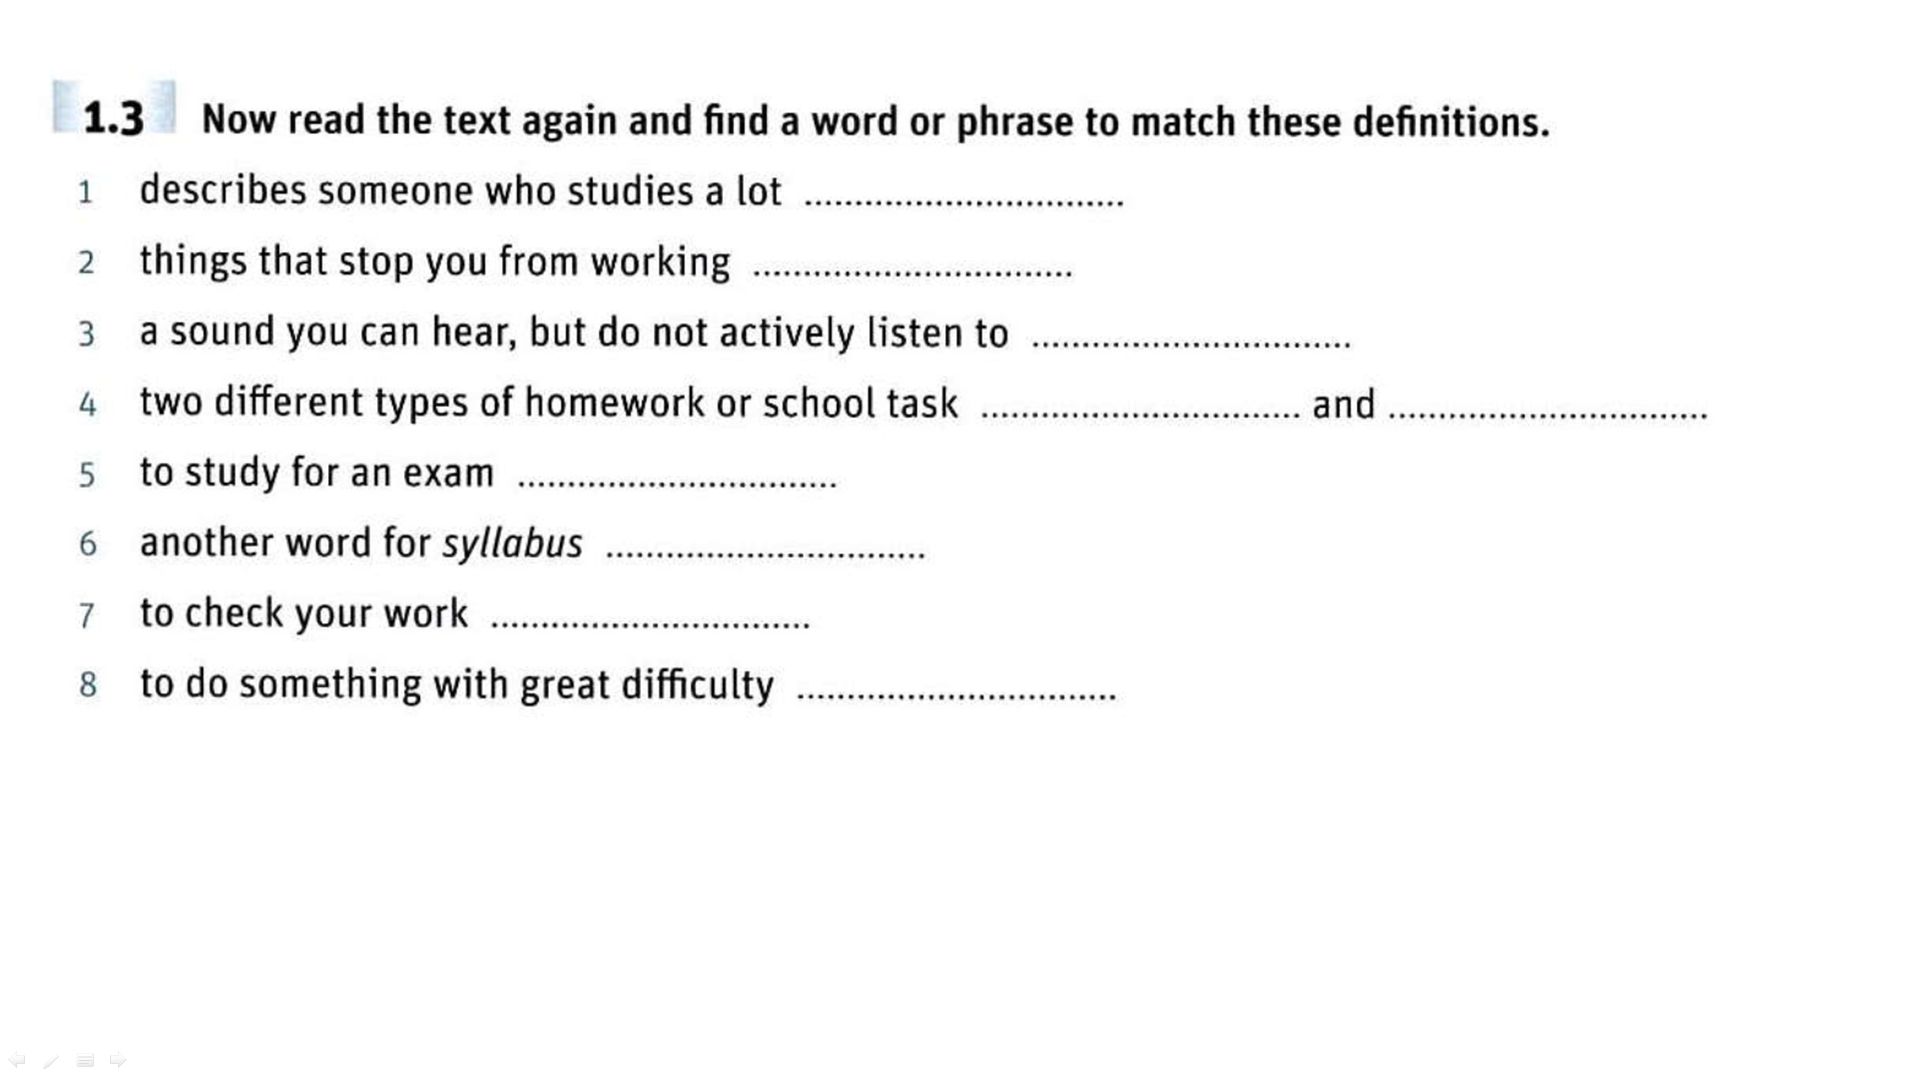 1.3 Now read the text again and find a word or phrase to match these definitions.
1 describes someone who studies a lot ................................
2 things that stop you from working ................................
3 a sound you can hear, but do not actively listen to ................................
4 two different types of homework or school task ................................ and ................................
5 to study for an exam ................................
6 another word for syllabus ................................
7 to check your work ................................
8 to do something with great difficulty ................................